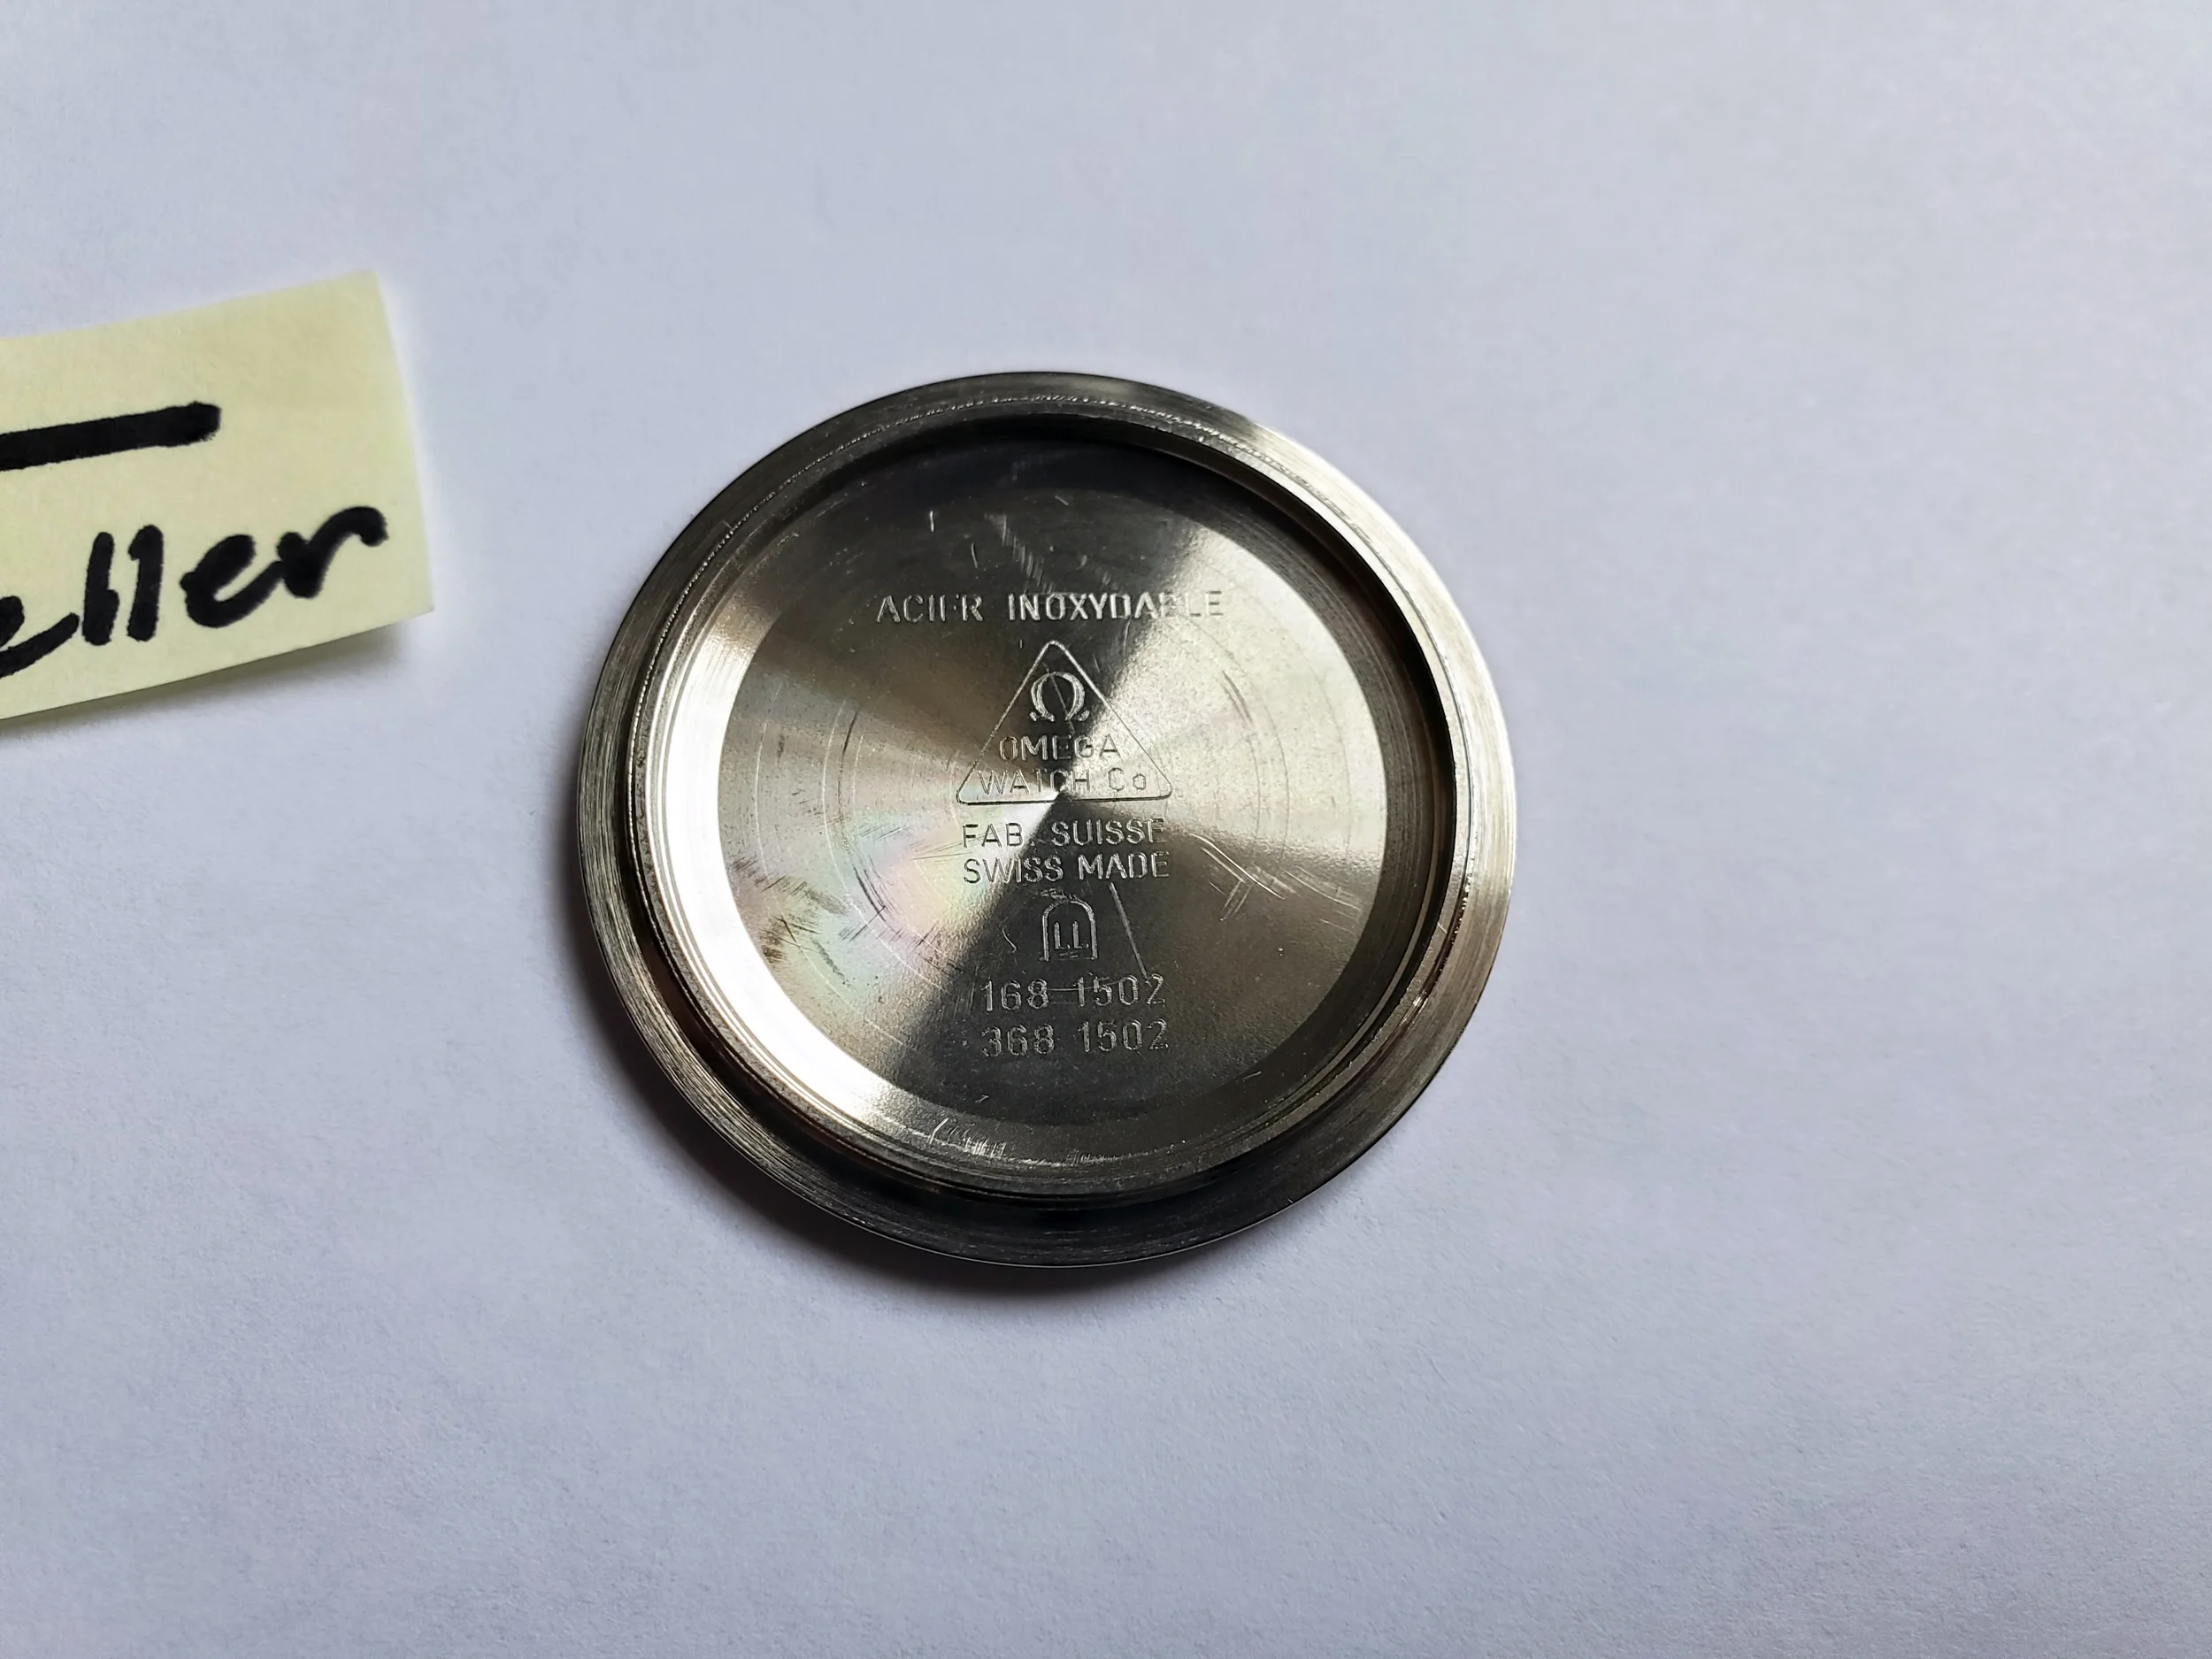 eller
ACIER INOXYDABLE
Ω
OMEGA
WATCH Co
FAB. SUISSE
SWISS MADE
168 1502
368 1502